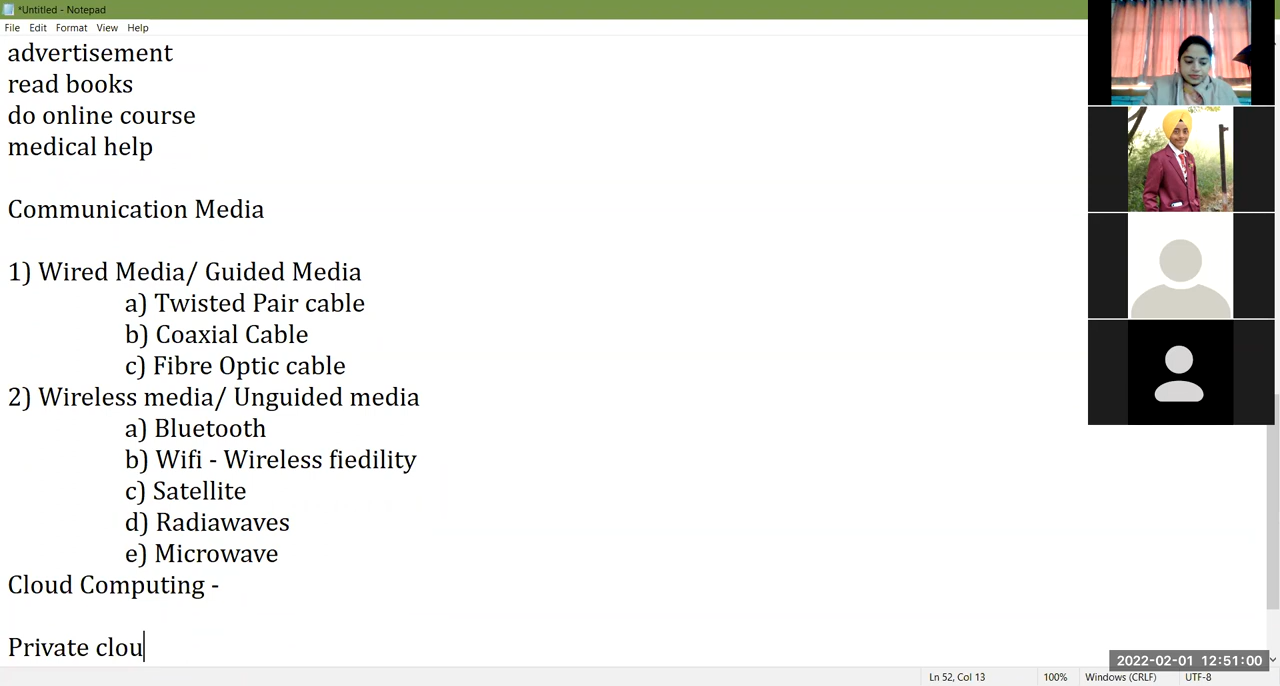 *Untitled - Notepad
File Edit Format View Help
advertisement
read books
do online course
medical help
Communication Media
1) Wired Media/ Guided Media
a) Twisted Pair cable
b) Coaxial Cable
c) Fibre Optic cable
2) Wireless media/ Unguided media
a) Bluetooth
b) Wifi - Wireless fiedility
c) Satellite
d) Radiawaves
e) Microwave
Cloud Computing -
Private clou
2022-02-01 12:51:00
Ln 52, Col 13 100% Windows (CRLF) UTF-8